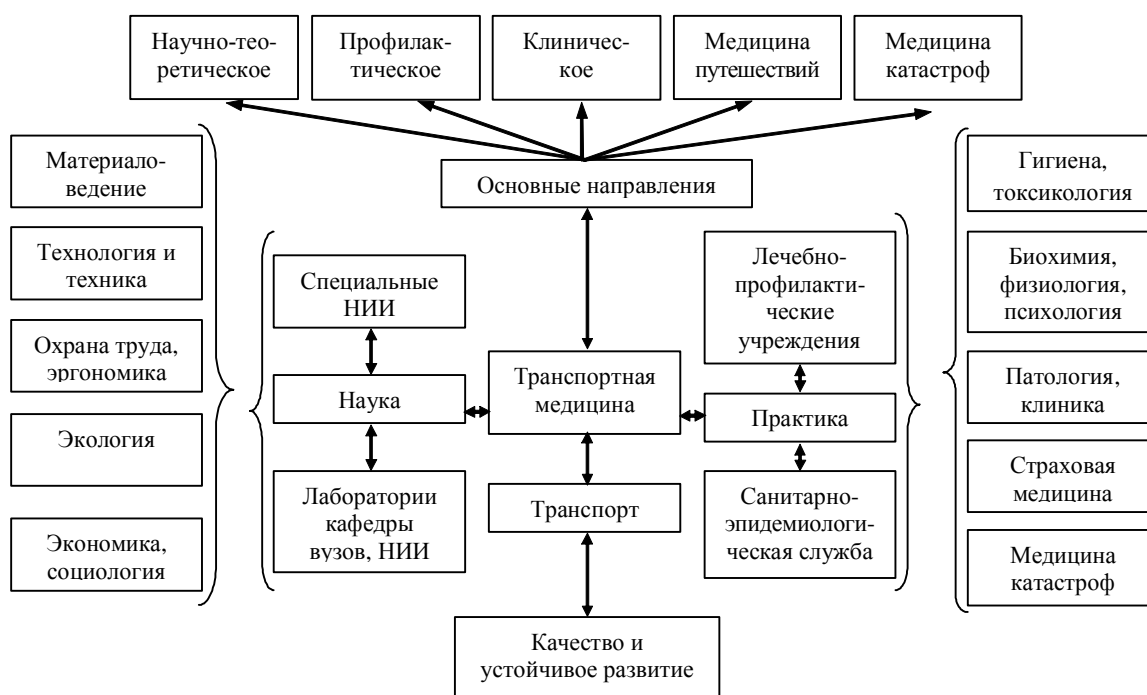 Научно-тео-
ретическое
Профилак-
тическое
Клиничес-
кое
Медицина
путешествий
Медицина
катастроф
Основные направления
Материало-
ведение
Технология и
техника
Охрана труда,
эргономика
Экология
Экономика,
социология
Специальные
НИИ
Наука
Лаборатории
кафедры
вузов, НИИ
Транспортная
медицина
Транспорт
Качество и
устойчивое развитие
Лечебно-
профилакти-
ческие
учреждения
Практика
Санитарно-
эпидемиологи-
ческая служба
Гигиена,
токсикология
Биохимия,
физиология,
психология
Патология,
клиника
Страховая
медицина
Медицина
катастроф